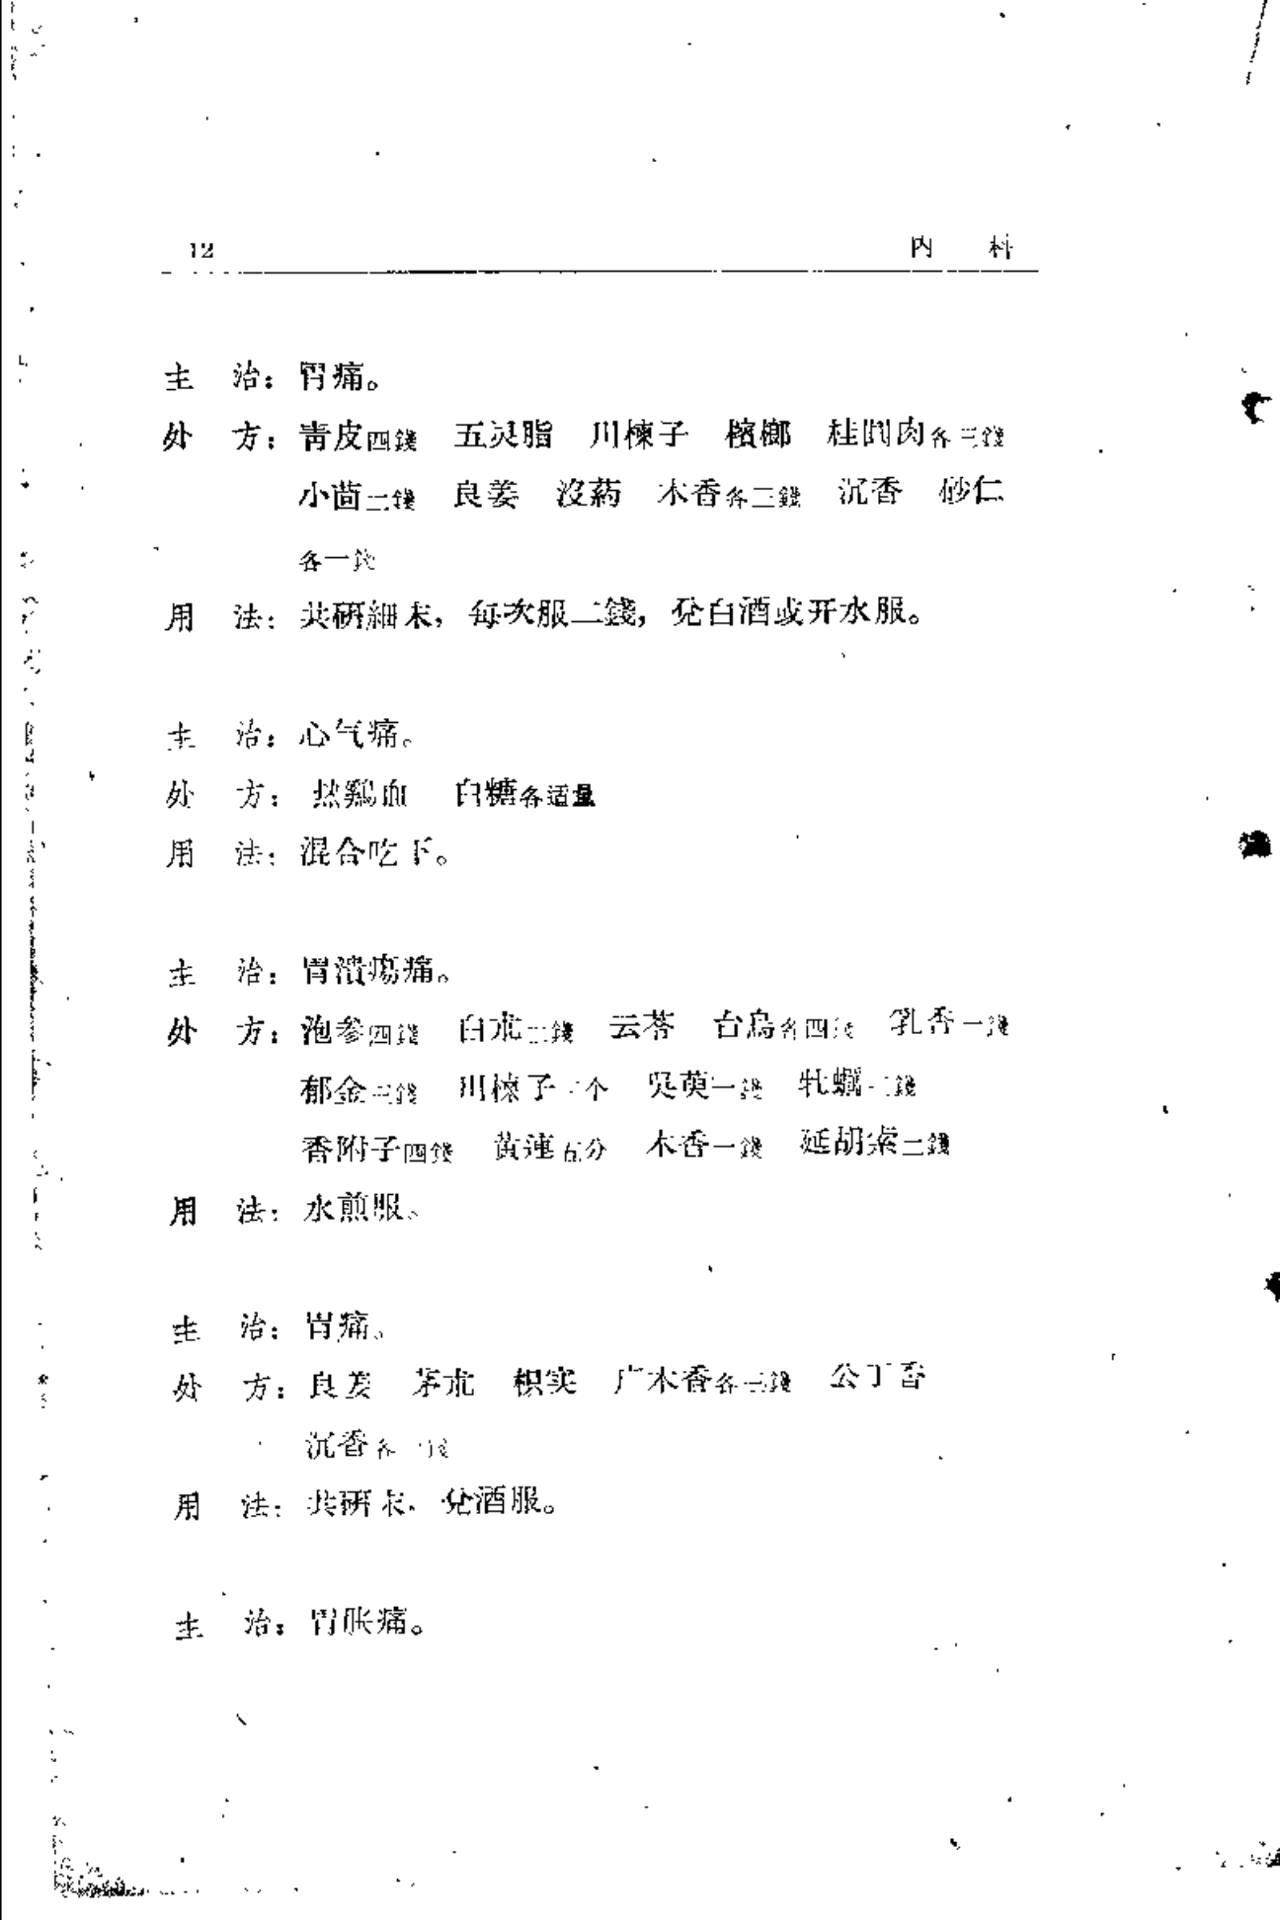 12 内 科
主 治：胃痛。
处 方：青皮四錢 五灵脂 川楝子 檳榔 桂圓肉各三錢
小茴二錢 良姜 沒药 木香各三錢 沉香 砂仁
各一錢
用 法：共研細末，每次服二錢，兌白酒或开水服。
主 治：心气痛。
处 方：热鷄血 白糖各适量
用 法：混合吃下。
主 治：胃潰瘍痛。
处 方：泡参四錢 白朮二錢 云苓 台烏各四錢 乳香一錢
郁金三錢 川楝子 个 吳萸一錢 牡蠣 錢
香附子四錢 黃連五分 木香一錢 延胡索二錢
用 法：水煎服。
主 治：胃痛。
处 方：良姜 茅朮 枳实 广木香各三錢 公丁香
沉香各 錢
用 法：共研末，兌酒服。
主 治：胃胀痛。